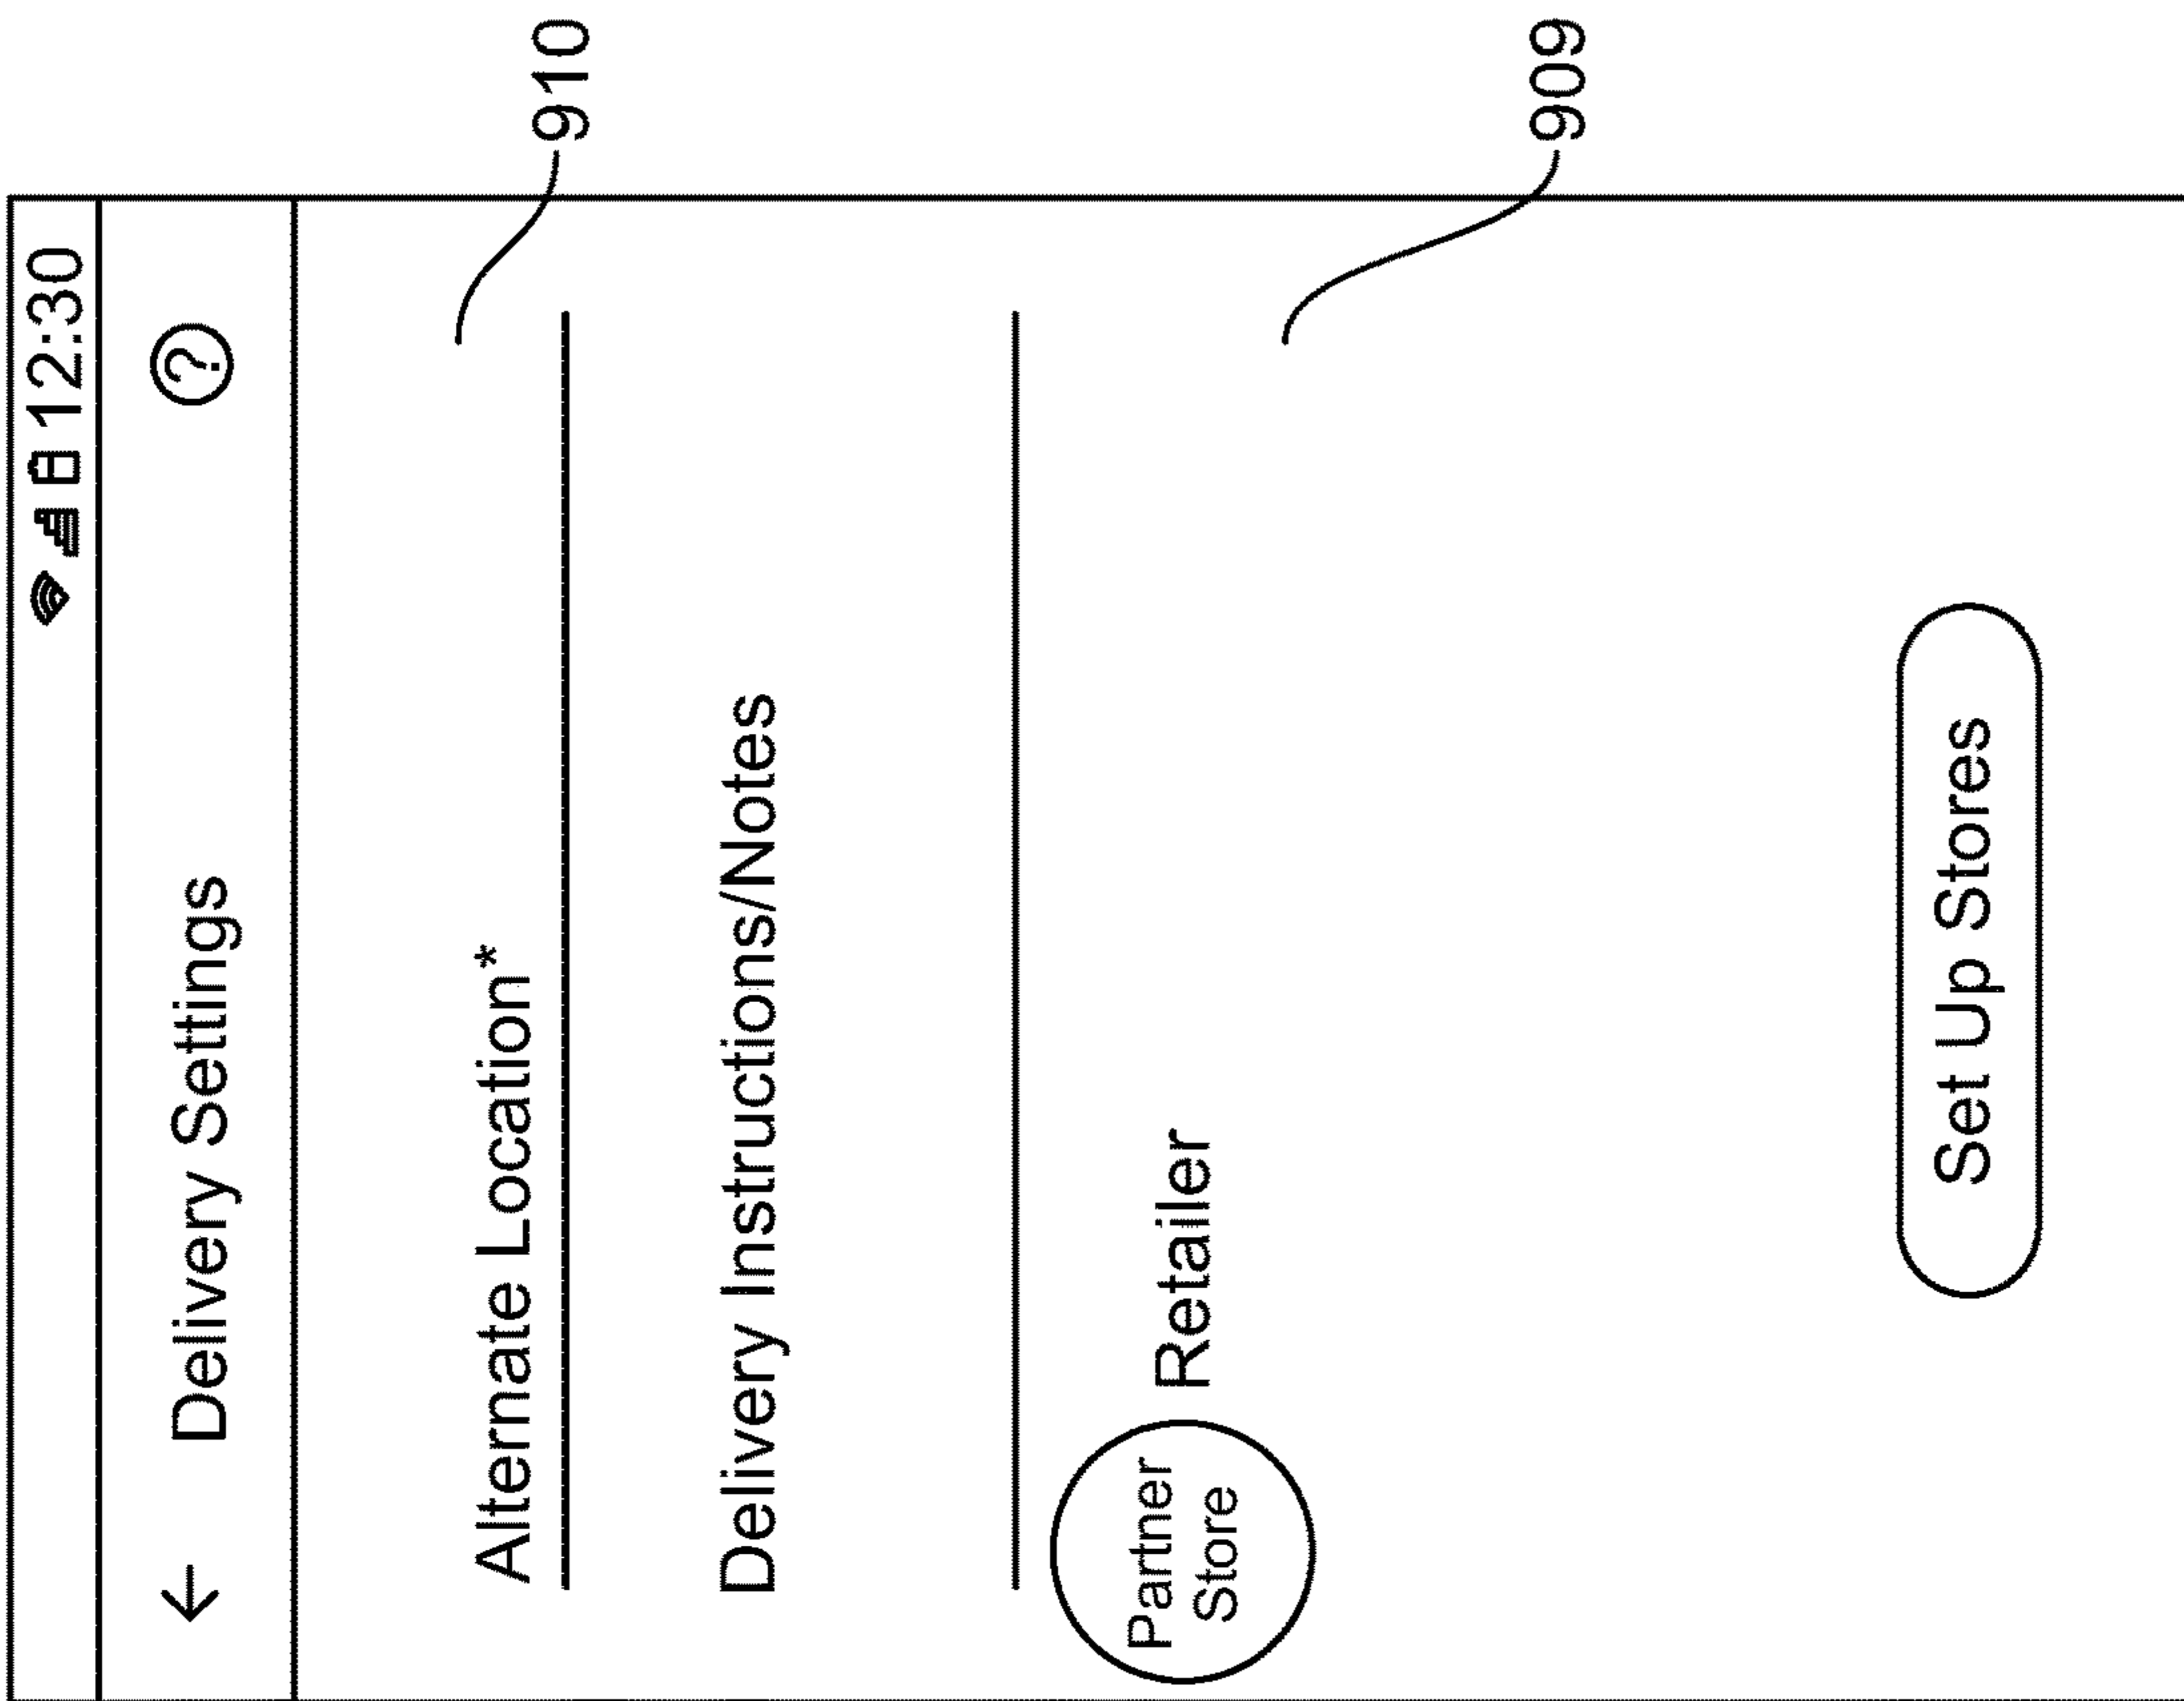 12:30
Delivery Settings
?
Alternate Location*
910
Delivery Instructions/Notes
Partner
Store
Retailer
909
Set Up Stores